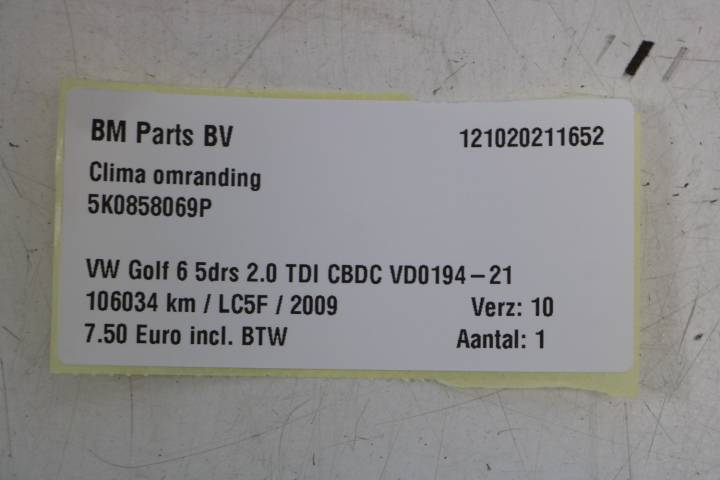 BM Parts BV 121020211652
Clima omranding
5K0858069P
VW Golf 6 5drs 2.0 TDI CBDC VD0194-21
106034 km / LC5F / 2009 Verz: 10
7.50 Euro incl. BTW Aantal: 1